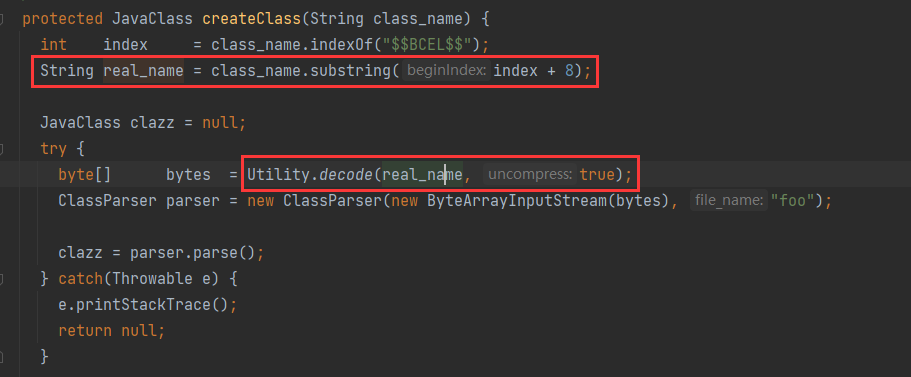 protected JavaClass createClass(String class_name) {
int index = class_name.indexOf("$$BCEL$$");
String real_name = class_name.substring( beginIndex: index + 8);
JavaClass clazz = null;
try {
byte[] bytes = Utility.decode(real_name, uncompress: true);
ClassParser parser = new ClassParser(new ByteArrayInputStream(bytes), file_name: "foo");
clazz = parser.parse();
} catch(Throwable e) {
e.printStackTrace();
return null;
}